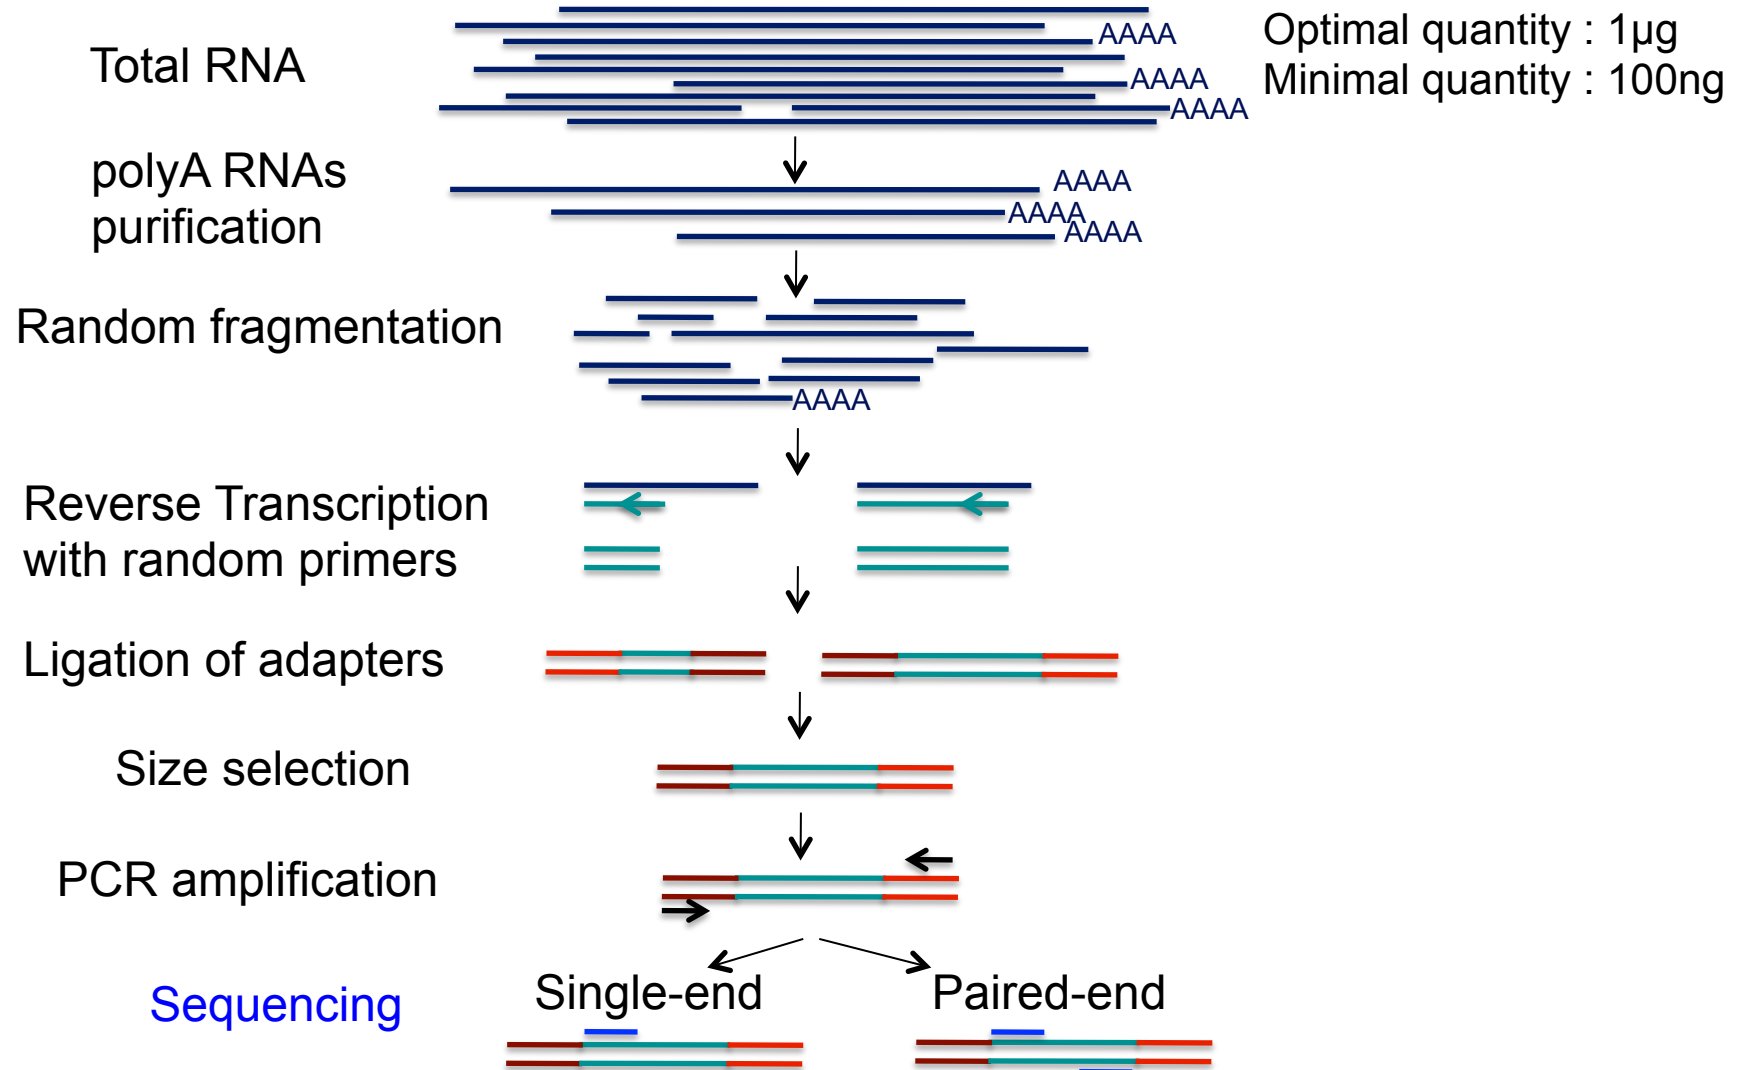 Total RNA
AAAA
AAAA
AAAA
Optimal quantity : 1µg
Minimal quantity : 100ng
polyA RNAs
purification
AAAA
AAAA
AAAA
Random fragmentation
AAAA
Reverse Transcription
with random primers
Ligation of adapters
Size selection
PCR amplification
Sequencing
Single-end
Paired-end